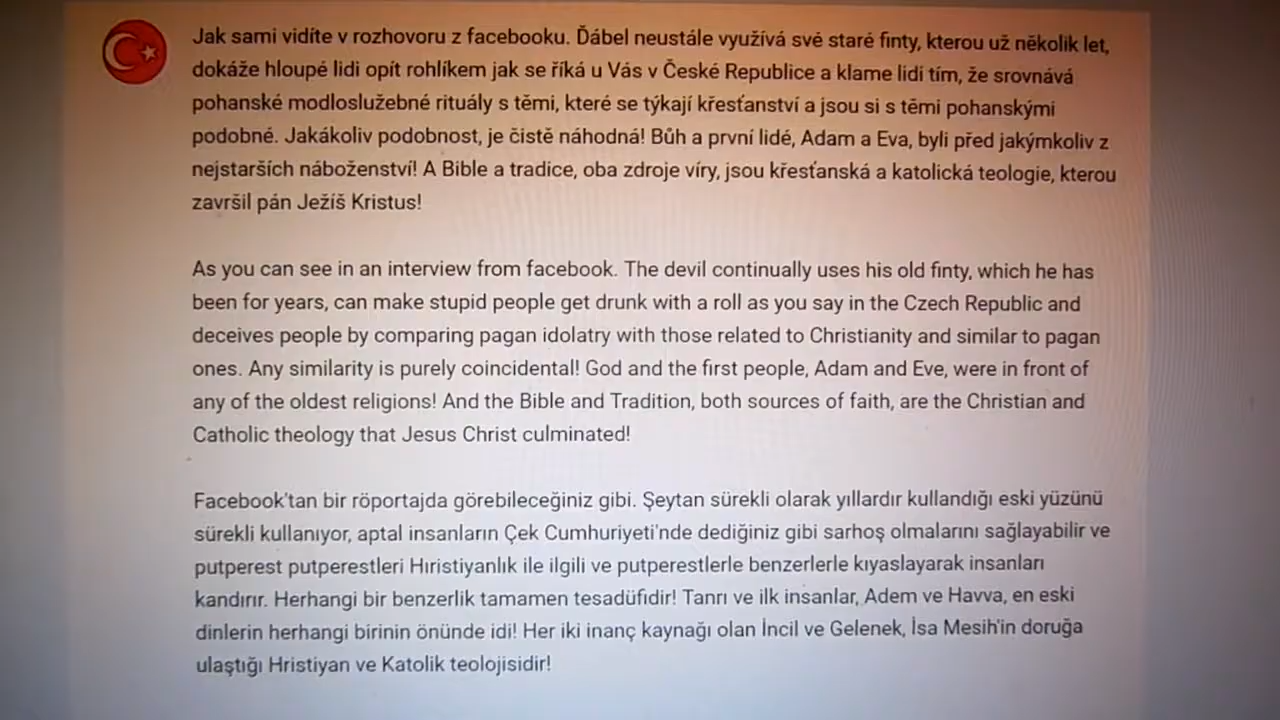 Jak sami vidíte v rozhovoru z facebooku. Ďábel neustále využívá své staré finty, kterou už několik let,
dokáže hloupé lidi opít rohlíkem jak se říká u Vás v České Republice a klame lidi tím, že srovnává
pohanské modloslužebné rituály s těmi, které se týkají křesťanství a jsou si s těmi pohanskými
podobné. Jakákoliv podobnost, je čistě náhodná! Bůh a první lidé, Adam a Eva, byli před jakýmkoliv z
nejstarších náboženství! A Bible a tradice, oba zdroje víry, jsou křesťanská a katolická teologie, kterou
završil pán Ježíš Kristus!
As you can see in an interview from facebook. The devil continually uses his old finty, which he has
been for years, can make stupid people get drunk with a roll as you say in the Czech Republic and
deceives people by comparing pagan idolatry with those related to Christianity and similar to pagan
ones. Any similarity is purely coincidental! God and the first people, Adam and Eve, were in front of
any of the oldest religions! And the Bible and Tradition, both sources of faith, are the Christian and
Catholic theology that Jesus Christ culminated!
Facebook'tan bir röportajda görebileceğiniz gibi. Şeytan sürekli olarak yıllardır kullandığı eski yüzünü
sürekli kullanıyor, aptal insanların Çek Cumhuriyeti'nde dediğiniz gibi sarhoş olmalarını sağlayabilir ve
putperest putperestleri Hıristiyanlık ile ilgili ve putperestlerle benzerlerle kıyaslayarak insanları
kandırır. Herhangi bir benzerlik tamamen tesadüfidir! Tanrı ve ilk insanlar, Adem ve Havva, en eski
dinlerin herhangi birinin önünde idi! Her iki inanç kaynağı olan İncil ve Gelenek, İsa Mesih'in doruğa
ulaştığı Hristiyan ve Katolik teolojisidir!